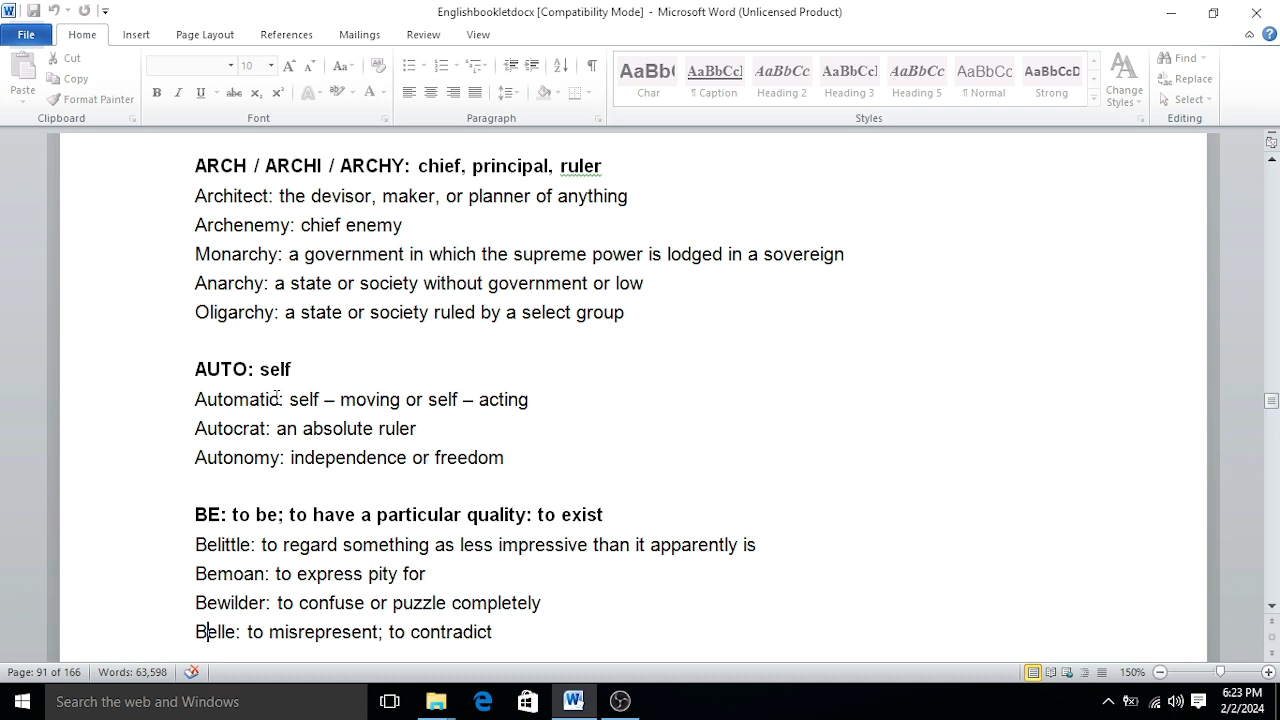 Englishbookletdocx [Compatibility Mode] - Microsoft Word (Unlicensed Product)
File Home Insert Page Layout References Mailings Review View
Paste
Cut
Copy
Format Painter
10
Aa
AaBb( AaBbCcl AaBbCc AaBbCcl AaBbCc AaBbCc AaBbCcD
Char ¶ Caption Heading 2 Heading 3 Heading 5 ¶ Normal Strong
Change Styles
Find
Replace
Select
Clipboard Font Paragraph Styles Editing
ARCH / ARCHI / ARCHY: chief, principal, ruler
Architect: the devisor, maker, or planner of anything
Archenemy: chief enemy
Monarchy: a government in which the supreme power is lodged in a sovereign
Anarchy: a state or society without government or low
Oligarchy: a state or society ruled by a select group
AUTO: self
Automatic: self – moving or self – acting
Autocrat: an absolute ruler
Autonomy: independence or freedom
BE: to be; to have a particular quality: to exist
Belittle: to regard something as less impressive than it apparently is
Bemoan: to express pity for
Bewilder: to confuse or puzzle completely
Belle: to misrepresent; to contradict
Page: 91 of 166 Words: 63,598 150%
Search the web and Windows
6:23 PM
2/2/2024